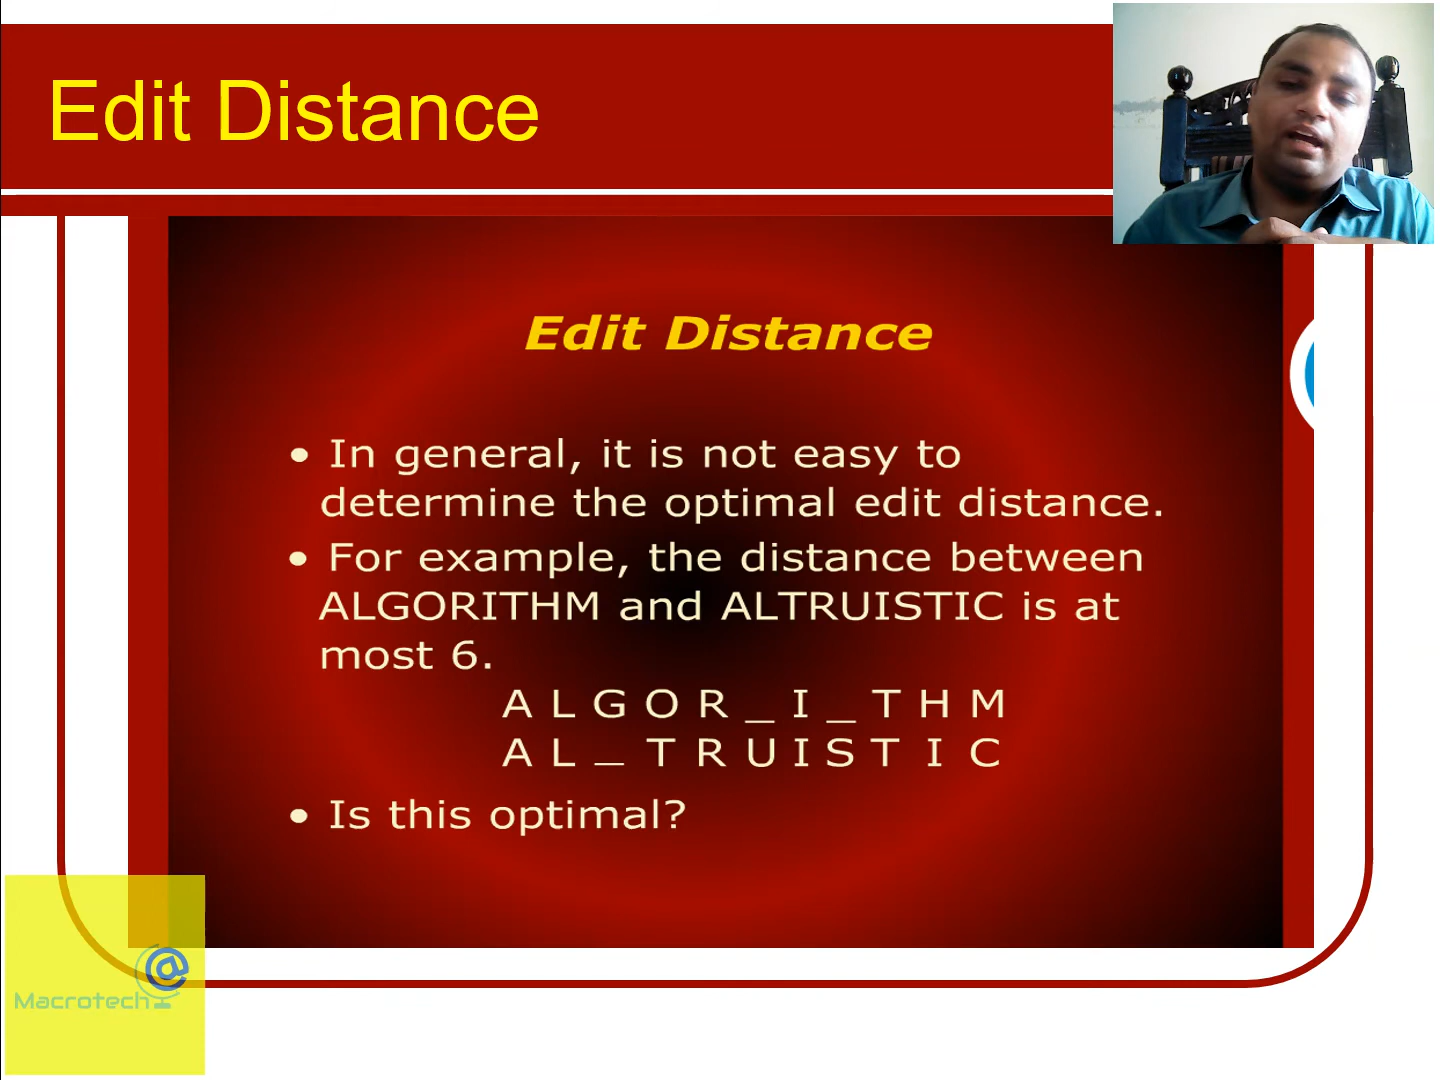 Edit Distance
Edit Distance
• In general, it is not easy to
determine the optimal edit distance.
• For example, the distance between
ALGORITHM and ALTRUISTIC is at
most 6.
A L G O R _ I _ T H M
A L _ T R U I S T I C
• Is this optimal?
@
Macrotech